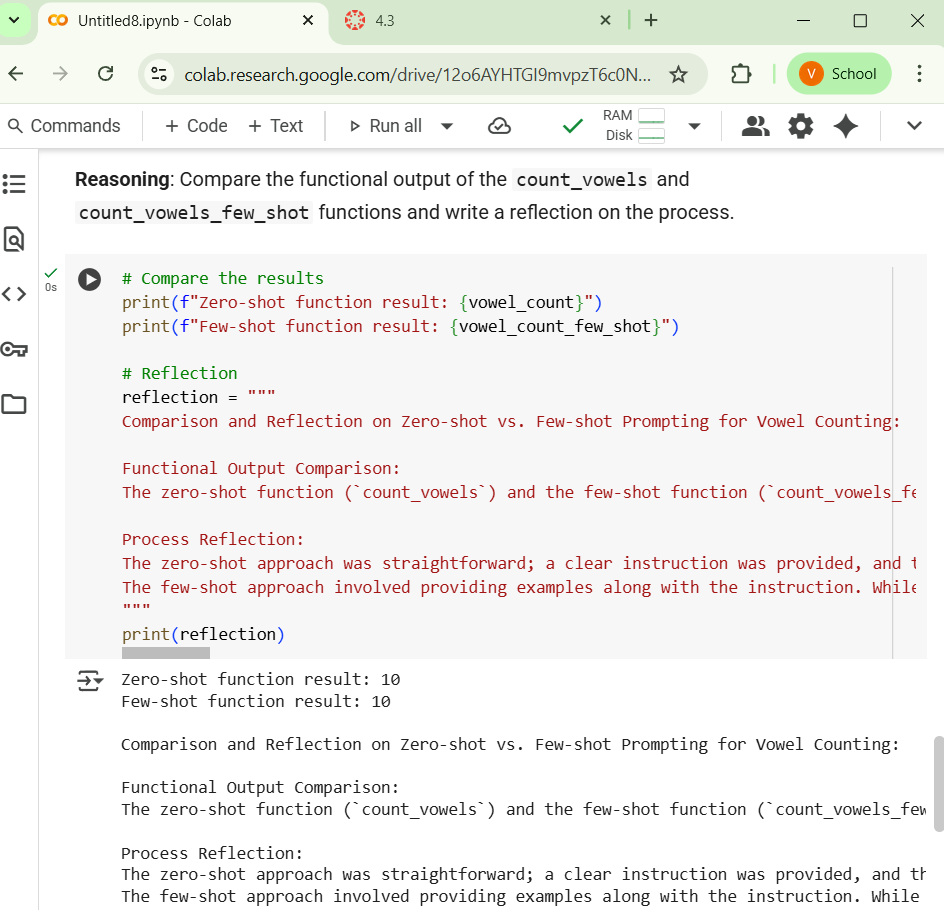 Untitled8.ipynb - Colab
4.3
colab.research.google.com/drive/12o6AYHTGI9mvpzT6c0N...
V School
Commands + Code + Text Run all RAM
Disk
Reasoning: Compare the functional output of the count_vowels and
count_vowels_few_shot functions and write a reflection on the process.
0s
# Compare the results
print(f"Zero-shot function result: {vowel_count}")
print(f"Few-shot function result: {vowel_count_few_shot}")
# Reflection
reflection = """
Comparison and Reflection on Zero-shot vs. Few-shot Prompting for Vowel Counting:
Functional Output Comparison:
The zero-shot function (`count_vowels`) and the few-shot function (`count_vowels_fe
Process Reflection:
The zero-shot approach was straightforward; a clear instruction was provided, and t
The few-shot approach involved providing examples along with the instruction. While
"""
print(reflection)
Zero-shot function result: 10
Few-shot function result: 10
Comparison and Reflection on Zero-shot vs. Few-shot Prompting for Vowel Counting:
Functional Output Comparison:
The zero-shot function (`count_vowels`) and the few-shot function (`count_vowels_few
Process Reflection:
The zero-shot approach was straightforward; a clear instruction was provided, and th
The few-shot approach involved providing examples along with the instruction. While